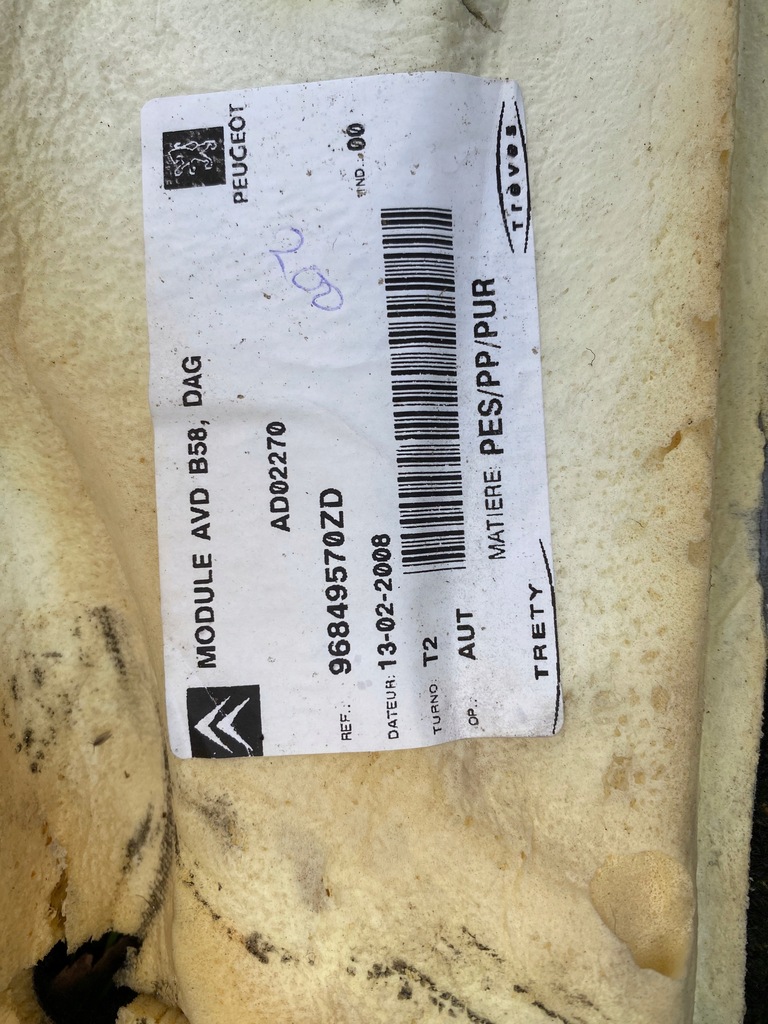 PEUGEOT
MODULE AVD B58, DAG
AD02270
REF.: 96849570ZD
IND.: 00
DATEUR: 13-02-2008
TURNO: T2
OP.: AUT
MATIERE: PES/PP/PUR
TRETY
Trèves